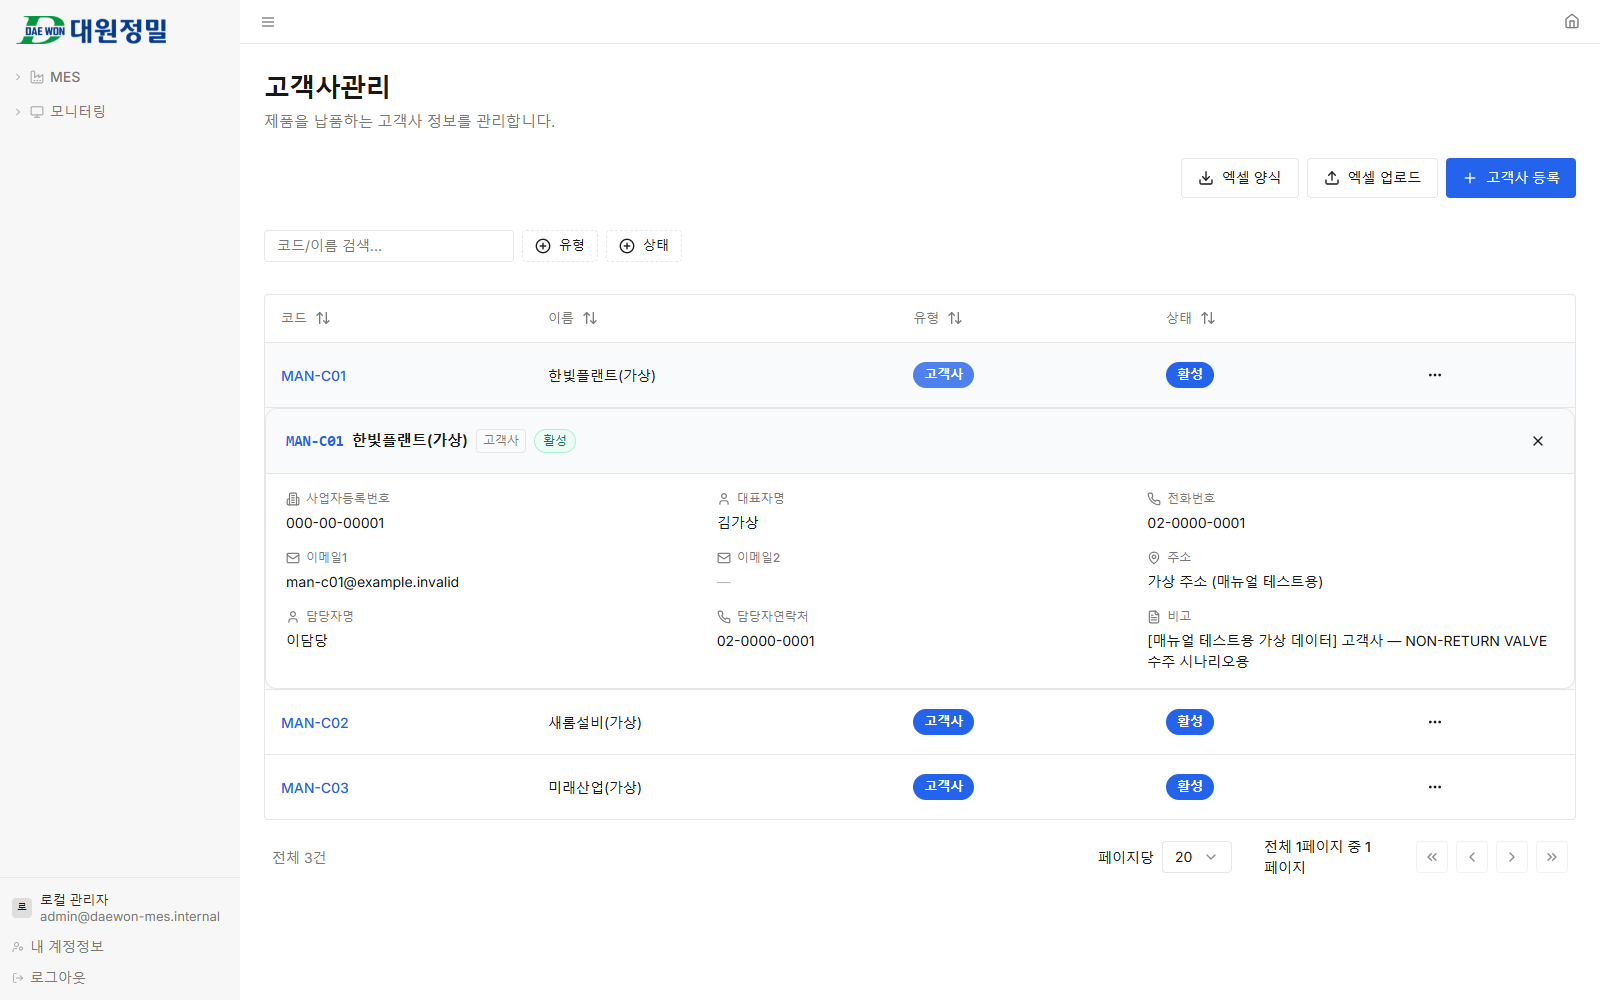 DAE WON 대원정밀
MES
모니터링
고객사관리
제품을 납품하는 고객사 정보를 관리합니다.
엑셀 양식
엑셀 업로드
고객사 등록
코드/이름 검색...
유형
상태
코드 이름 유형 상태
MAN-C01 한빛플랜트(가상) 고객사 활성
MAN-C01 한빛플랜트(가상) 고객사 활성
사업자등록번호 대표자명 전화번호
000-00-00001 김가상 02-0000-0001
이메일1 이메일2 주소
man-c01@example.invalid — 가상 주소 (매뉴얼 테스트용)
담당자명 담당자연락처 비고
이담당 02-0000-0001 [매뉴얼 테스트용 가상 데이터] 고객사 — NON-RETURN VALVE
수주 시나리오용
MAN-C02 새롬설비(가상) 고객사 활성
MAN-C03 미래산업(가상) 고객사 활성
전체 3건
페이지당 20
전체 1페이지 중 1
페이지
로 로컬 관리자
admin@daewon-mes.internal
내 계정정보
로그아웃